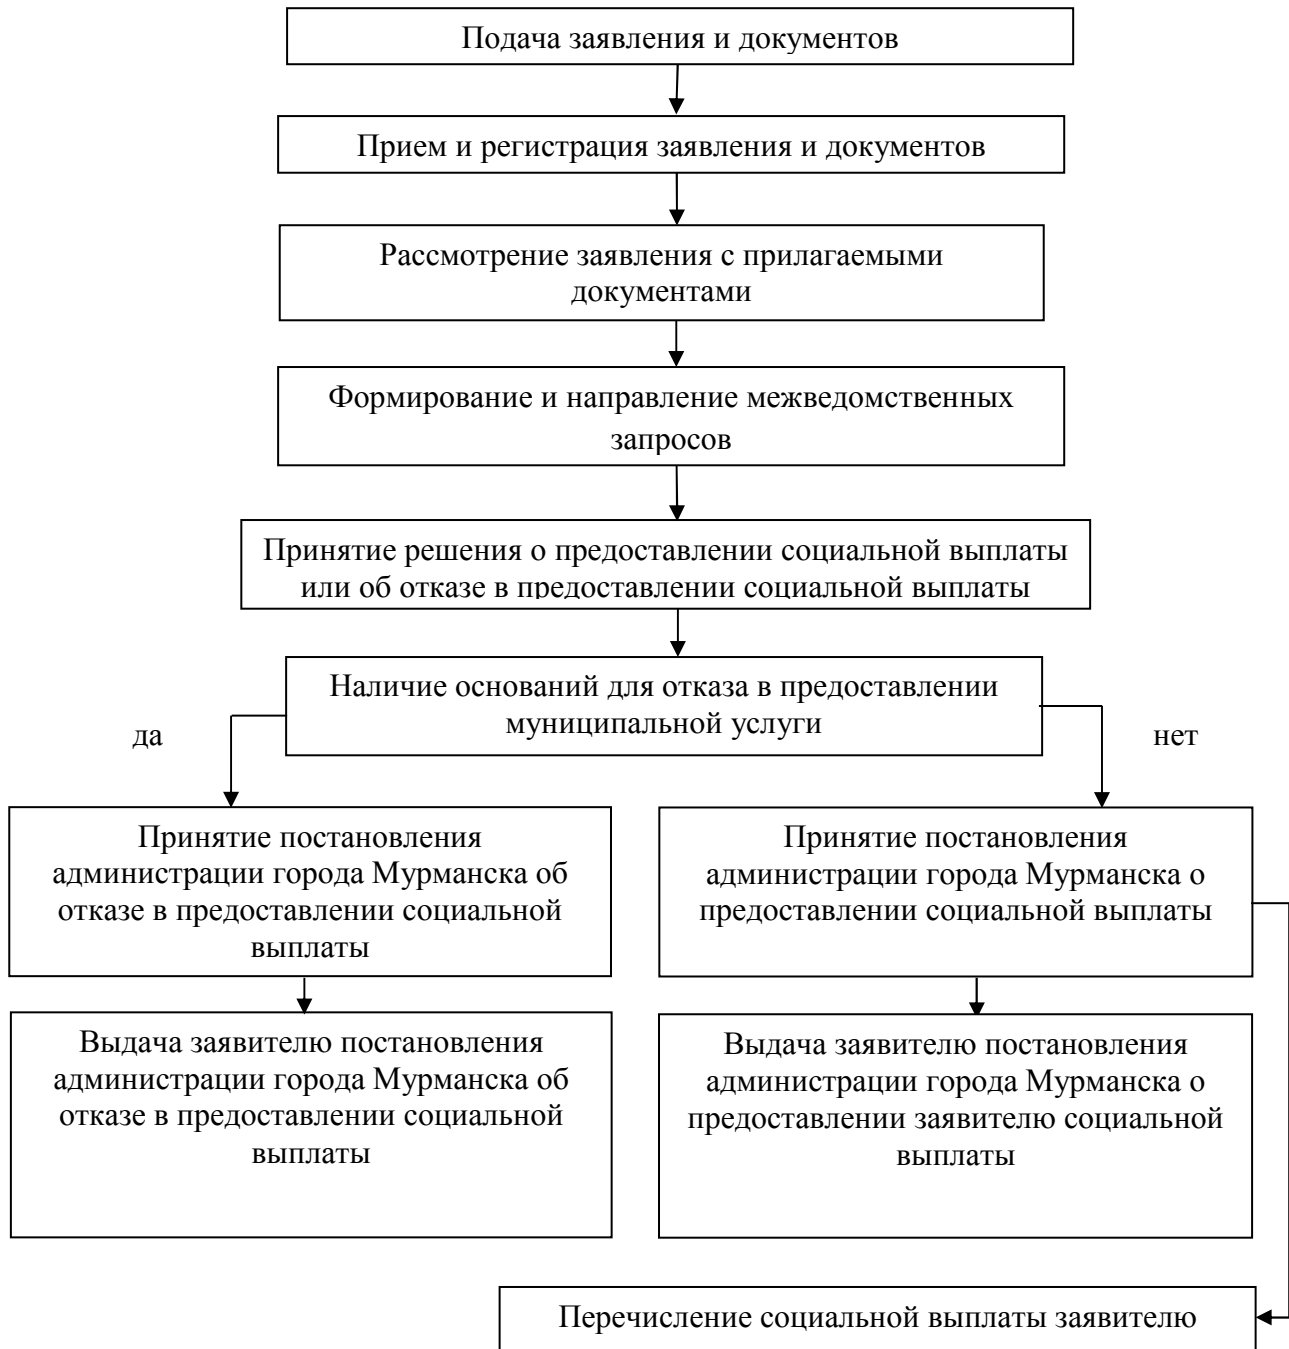 Подача заявления и документов
Прием и регистрация заявления и документов
Рассмотрение заявления с прилагаемыми
документами
Формирование и направление межведомственных
запросов
Принятие решения о предоставлении социальной выплаты
или об отказе в предоставлении социальной выплаты
Наличие оснований для отказа в предоставлении
муниципальной услуги
да
нет
Принятие постановления
администрации города Мурманска об
отказе в предоставлении социальной
выплаты
Принятие постановления
администрации города Мурманска о
предоставлении социальной выплаты
Выдача заявителю постановления
администрации города Мурманска об
отказе в предоставлении социальной
выплаты
Выдача заявителю постановления
администрации города Мурманска о
предоставлении заявителю социальной
выплаты
Перечисление социальной выплаты заявителю